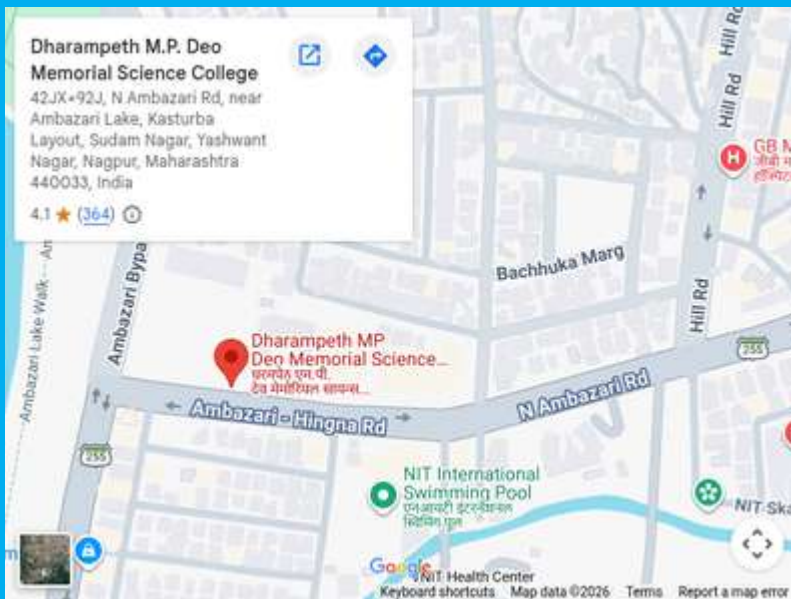 Dharampeth M.P. Deo
Memorial Science College
42JX+92J, N Ambazari Rd, near
Ambazari Lake, Kasturba
Layout, Sudam Nagar, Yashwant
Nagar, Nagpur, Maharashtra
440033, India
4.1 (364)
Hill Rd
Hill Rd
GB M
जीबी म
हॉस्पिट
Bachhuka Marg
Ambazari Lake Walk
Ambazari Bypa
Hill Rd
Dharampeth MP
Deo Memorial Science...
धरमपेठ एम.पी.
देव मेमोरियल सायन्स...
255
N Ambazari Rd
Ambazari - Hingna Rd
255
NIT International
Swimming Pool
एनआयटी इंटरनॅशनल
स्विमिंग पूल
NIT-Ska
Google
NIT Health Center
Keyboard shortcuts Map data ©2026 Terms Report a map error